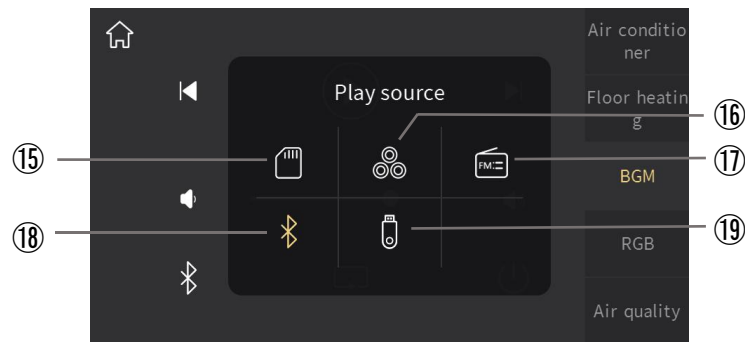 Air conditio
ner
Play source
Floor heatin
g
⑯
⑮
FM
⑰
BGM
⑱
⑲
RGB
Air quality